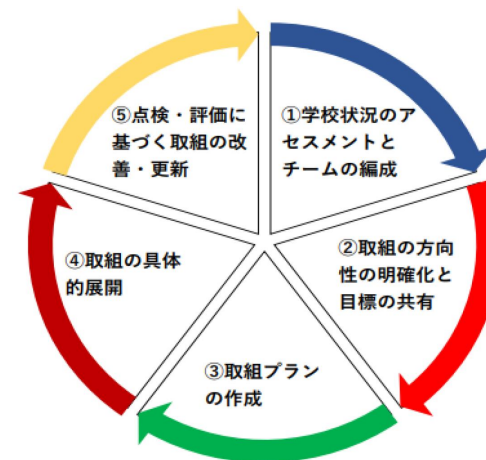 ①学校状況のア
セスメントと
チームの編成
②取組の方向
性の明確化と
目標の共有
③取組プラン
の作成
④取組の具体
的展開
⑤点検・評価に
基づく取組の改
善・更新